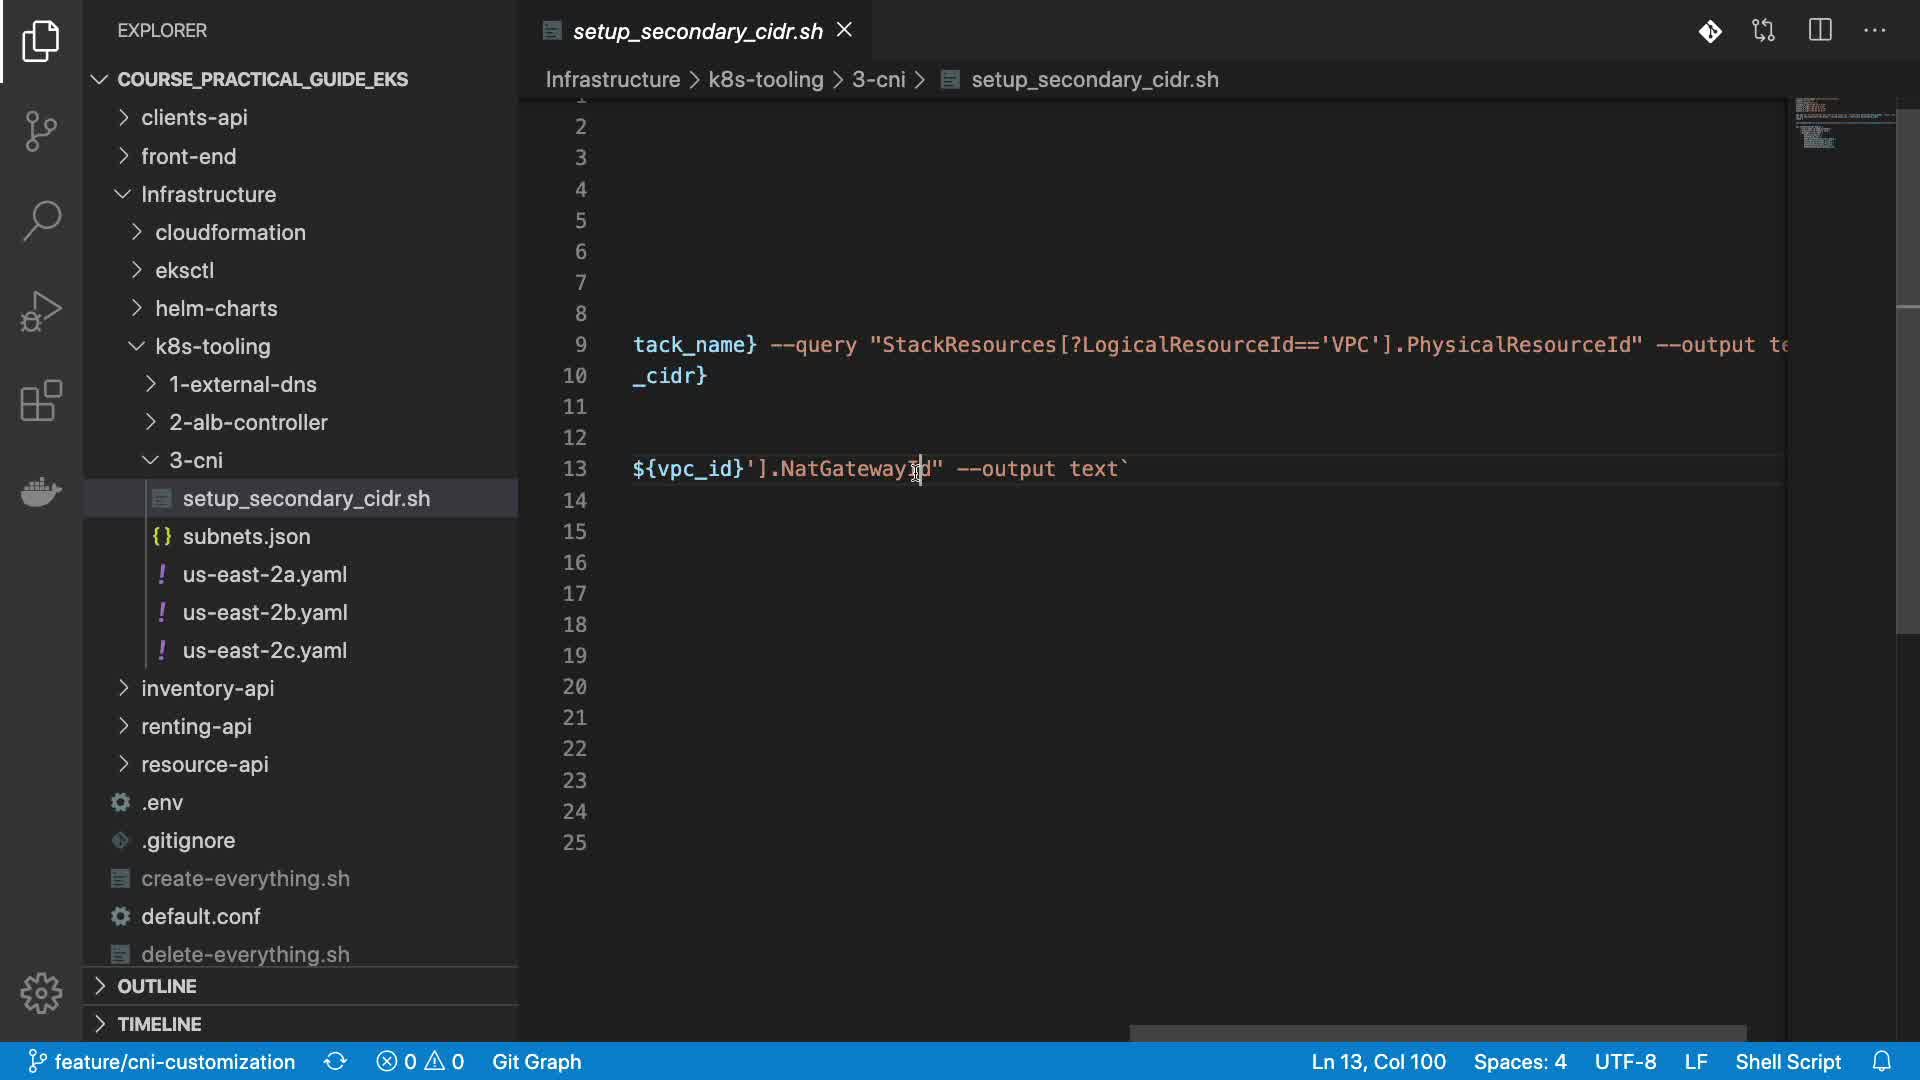 EXPLORER
setup_secondary_cidr.sh
COURSE_PRACTICAL_GUIDE_EKS
Infrastructure > k8s-tooling > 3-cni > setup_secondary_cidr.sh
clients-api
front-end
Infrastructure
cloudformation
eksctl
helm-charts
k8s-tooling
1-external-dns
2-alb-controller
3-cni
setup_secondary_cidr.sh
{} subnets.json
! us-east-2a.yaml
! us-east-2b.yaml
! us-east-2c.yaml
inventory-api
renting-api
resource-api
.env
.gitignore
create-everything.sh
default.conf
delete-everything.sh
OUTLINE
TIMELINE
1
2
3
4
5
6
7
8
9 tack_name} --query "StackResources[?LogicalResourceId=='VPC'].PhysicalResourceId" --output te
10 _cidr}
11
12
13 ${vpc_id}'].NatGatewayId" --output text`
14
15
16
17
18
19
20
21
22
23
24
25
feature/cni-customization 0 0 Git Graph Ln 13, Col 100 Spaces: 4 UTF-8 LF Shell Script